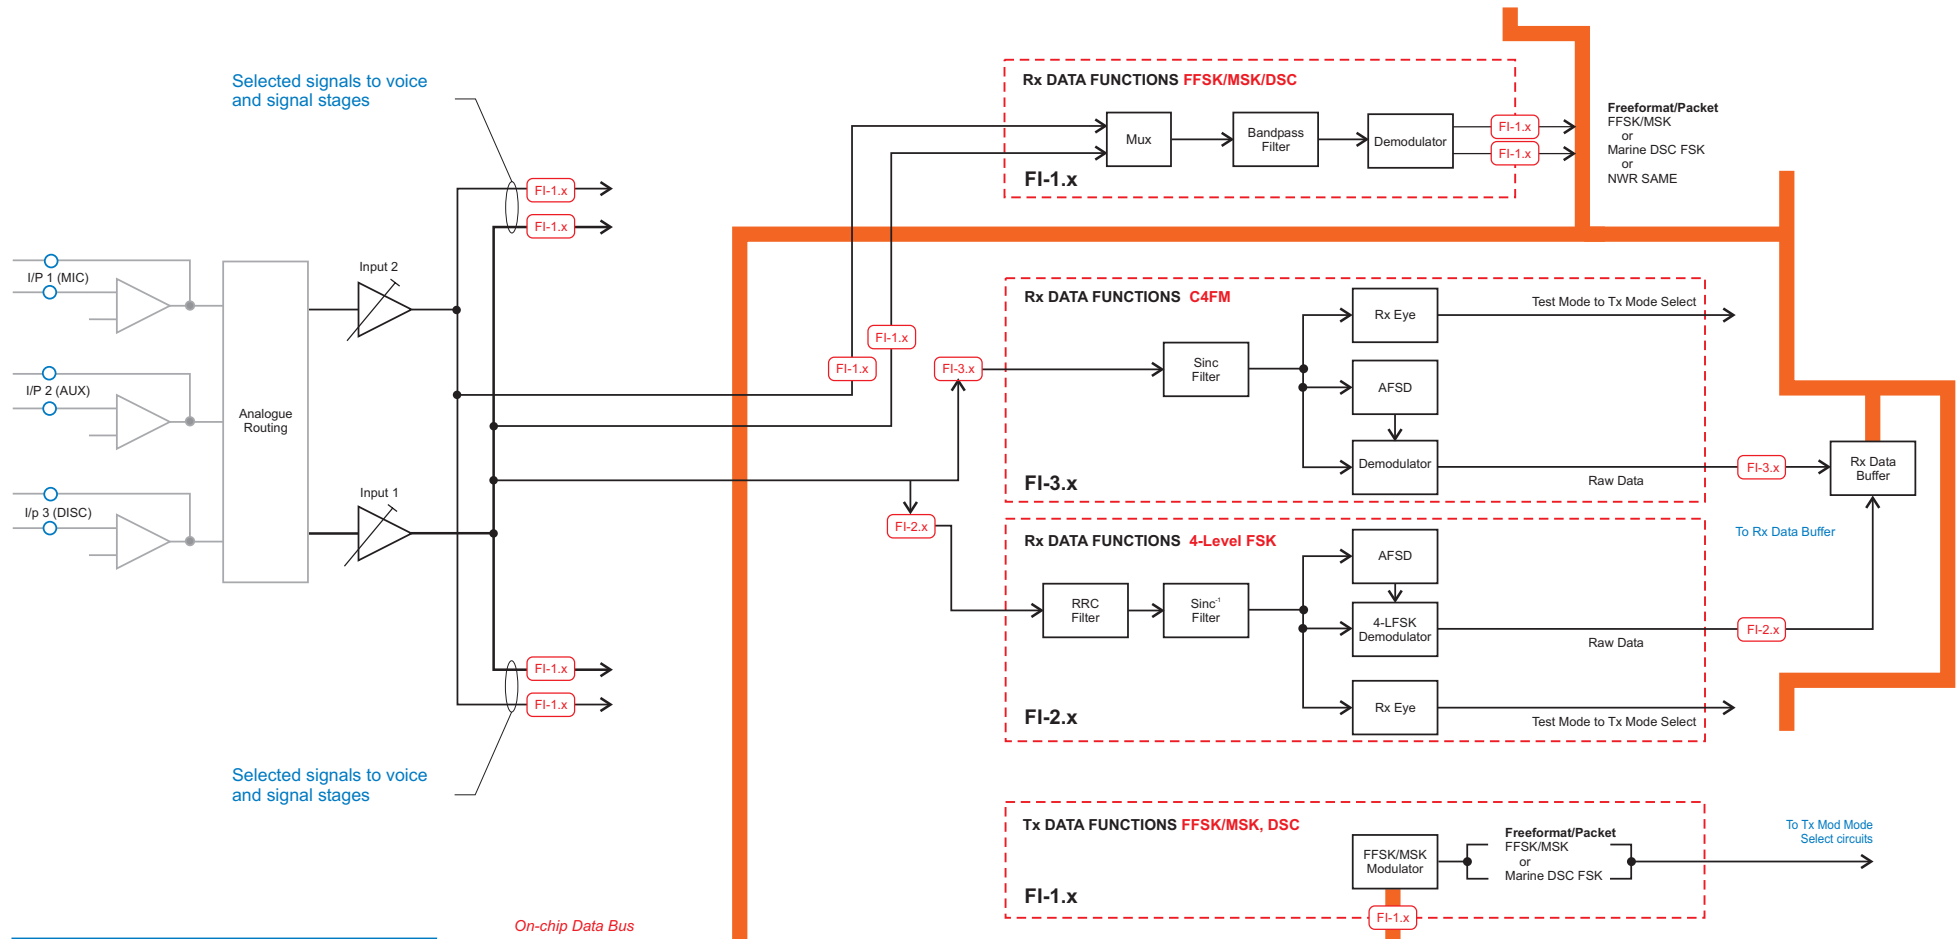 Selected signals to voice
and signal stages
FI-1.x
FI-1.x
I/P 1 (MIC)
I/P 2 (AUX)
I/p 3 (DISC)
Analogue
Routing
Input 2
Input 1
FI-1.x
FI-1.x
Selected signals to voice
and signal stages
On-chip Data Bus
FI-1.x
FI-1.x
FI-3.x
FI-2.x
Rx DATA FUNCTIONS FFSK/MSK/DSC
Mux
Bandpass
Filter
Demodulator
FI-1.x
FI-1.x
FI-1.x
Freeformat/Packet
FFSK/MSK
or
Marine DSC FSK
or
NWR SAME
Rx DATA FUNCTIONS C4FM
Sinc
Filter
Rx Eye
AFSD
Demodulator
Test Mode to Tx Mode Select
Raw Data
FI-3.x
FI-3.x
Rx Data
Buffer
To Rx Data Buffer
Rx DATA FUNCTIONS 4-Level FSK
RRC
Filter
Sinc⁻¹
Filter
AFSD
4-LFSK
Demodulator
Rx Eye
Raw Data
FI-2.x
Test Mode to Tx Mode Select
FI-2.x
Tx DATA FUNCTIONS FFSK/MSK, DSC
FFSK/MSK
Modulator
Freeformat/Packet
FFSK/MSK
or
Marine DSC FSK
To Tx Mod Mode
Select circuits
FI-1.x
FI-1.x